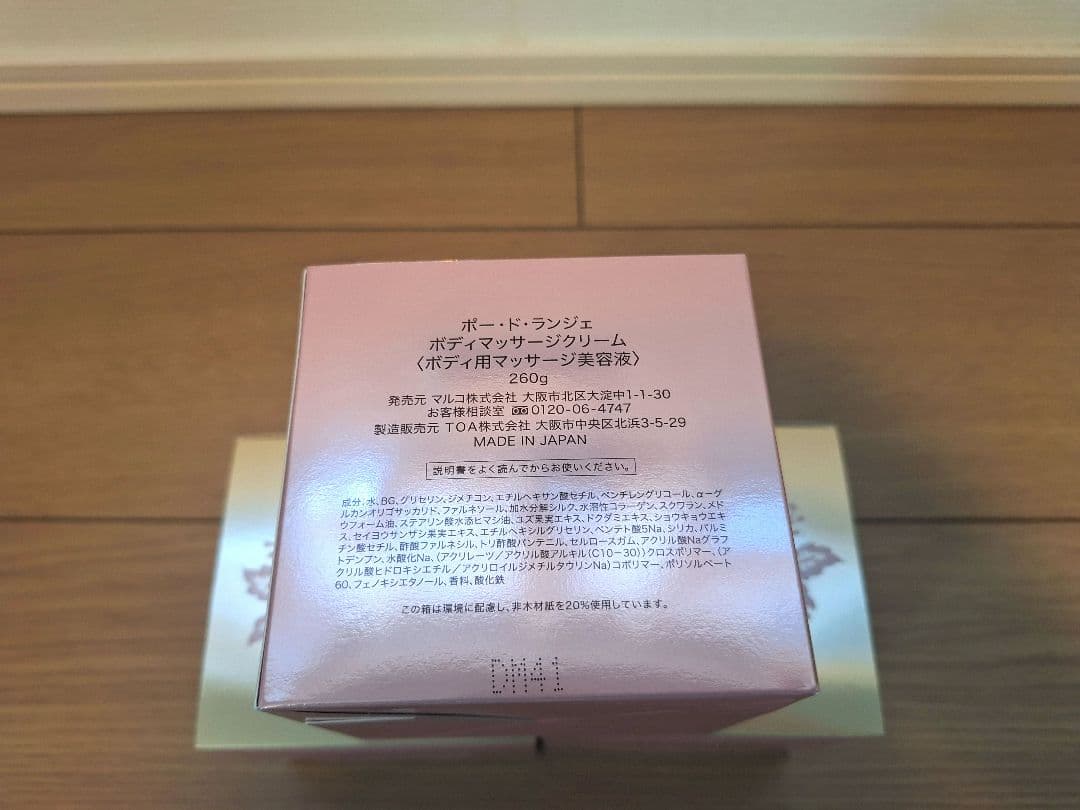 ポー・ド・ランジェ
ボディマッサージクリーム
〈ボディ用マッサージ美容液〉
260g
発売元 マルコ株式会社 大阪市北区大淀中1-1-30
お客様相談室 0120-06-4747
製造販売元 TOA株式会社 大阪市中央区北浜3-5-29
MADE IN JAPAN
説明書をよく読んでからお使いください。
成分:水、BG、グリセリン、ジメチコン、エチルヘキサン酸セチル、ペンチレングリコール、α-グ
ルカンオリゴサッカリド、ファルネソール、加水分解シルク、水溶性コラーゲン、スクワラン、メド
ウフォーム油、ステアリン酸水添ヒマシ油、ユズ果実エキス、ドクダミエキス、ショウキョウエキ
ス、セイヨウサンザシ果実エキス、エチルヘキシルグリセリン、ペンテト酸5Na、シリカ、パルミ
チン酸セチル、酢酸ファルネシル、トリ酢酸パンテニル、セルロースガム、アクリル酸Naグラフ
トデンプン、水酸化Na、(アクリレーツ/アクリル酸アルキル(C10-30))クロスポリマー、(ア
クリル酸ヒドロキシエチル/アクリロイルジメチルタウリンNa)コポリマー、ポリソルベート
60、フェノキシエタノール、香料、酸化鉄
この箱は環境に配慮し、非木材紙を20%使用しています。
DM41